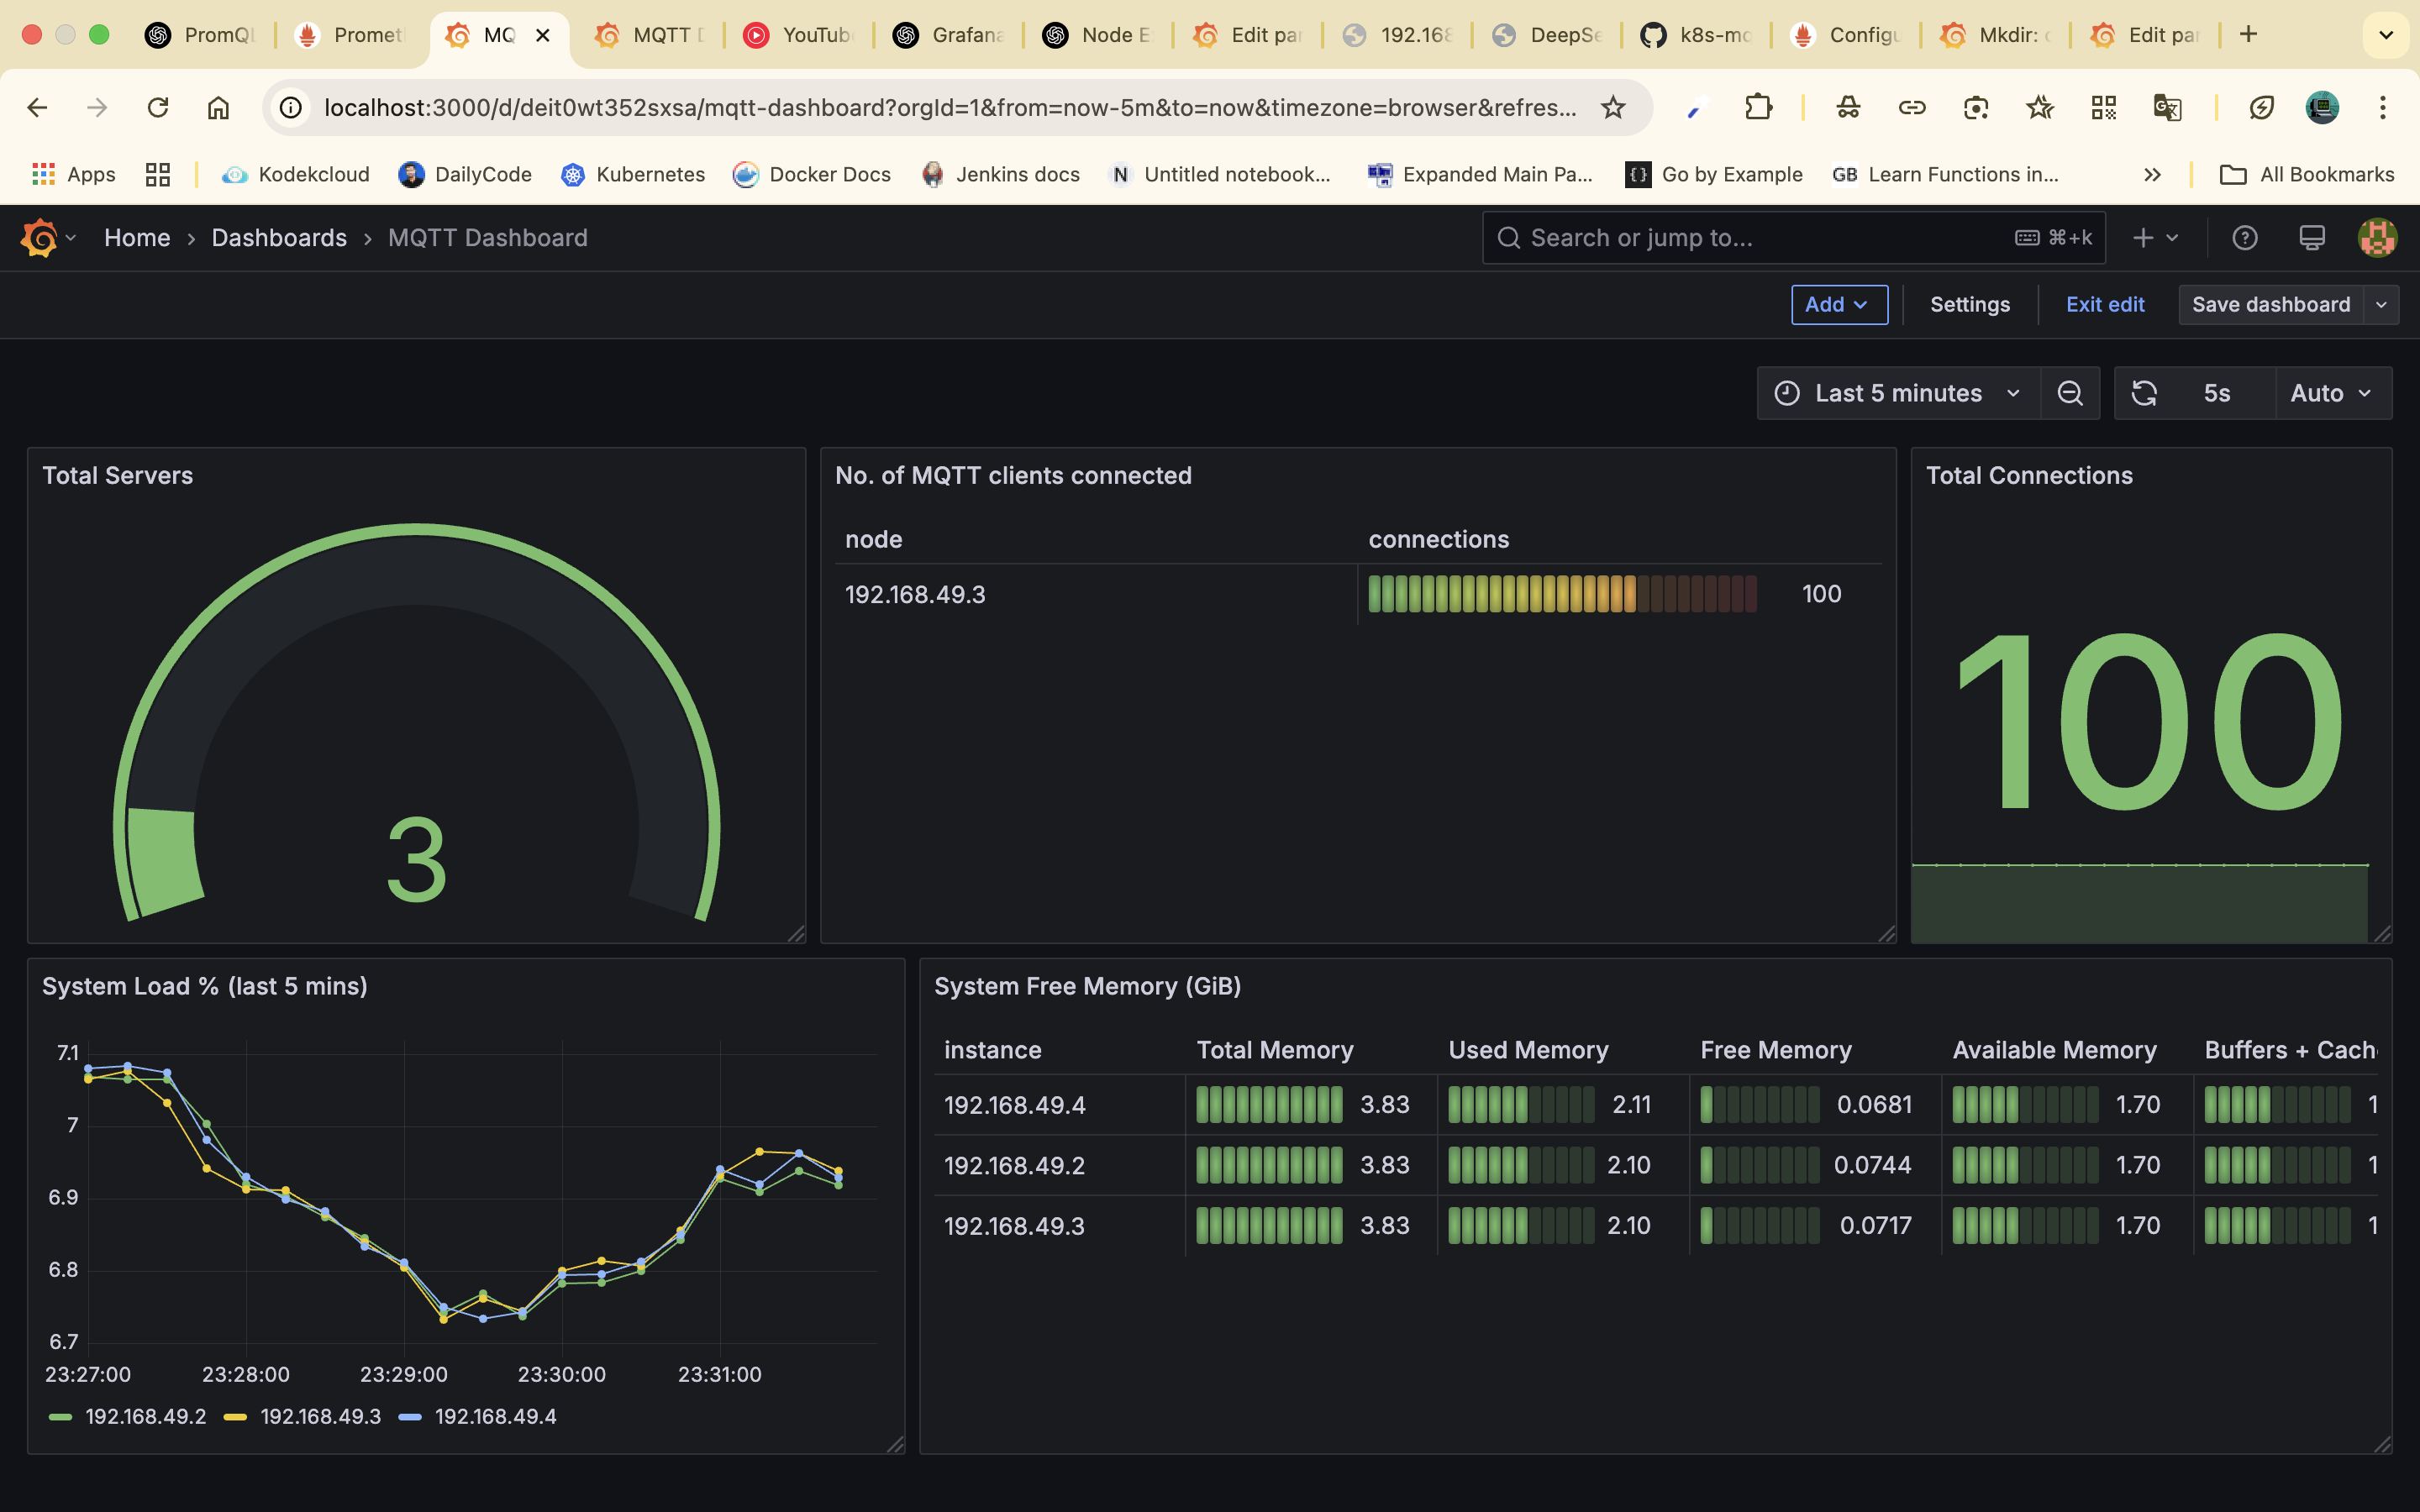 PromQL
Promet
MQ
MQTT D
YouTub
Grafana
Node E
Edit par
192.168
DeepSe
k8s-mo
Configu
Mkdir: c
Edit par
localhost:3000/d/deit0wt352sxsa/mqtt-dashboard?orgId=1&from=now-5m&to=now&timezone=browser&refres...
Apps
Kodekcloud
DailyCode
Kubernetes
Docker Docs
Jenkins docs
N Untitled notebook...
Expanded Main Pa...
{} Go by Example
GB Learn Functions in...
All Bookmarks
Home
Dashboards
MQTT Dashboard
Search or jump to...
⌘+k
Add
Settings
Exit edit
Save dashboard
Last 5 minutes
5s
Auto
Total Servers
3
No. of MQTT clients connected
node connections
192.168.49.3 100
Total Connections
100
System Load % (last 5 mins)
7.1
7
6.9
6.8
6.7
23:27:00 23:28:00 23:29:00 23:30:00 23:31:00
192.168.49.2 192.168.49.3 192.168.49.4
System Free Memory (GiB)
instance Total Memory Used Memory Free Memory Available Memory Buffers + Cach
192.168.49.4 3.83 2.11 0.0681 1.70 1
192.168.49.2 3.83 2.10 0.0744 1.70 1
192.168.49.3 3.83 2.10 0.0717 1.70 1